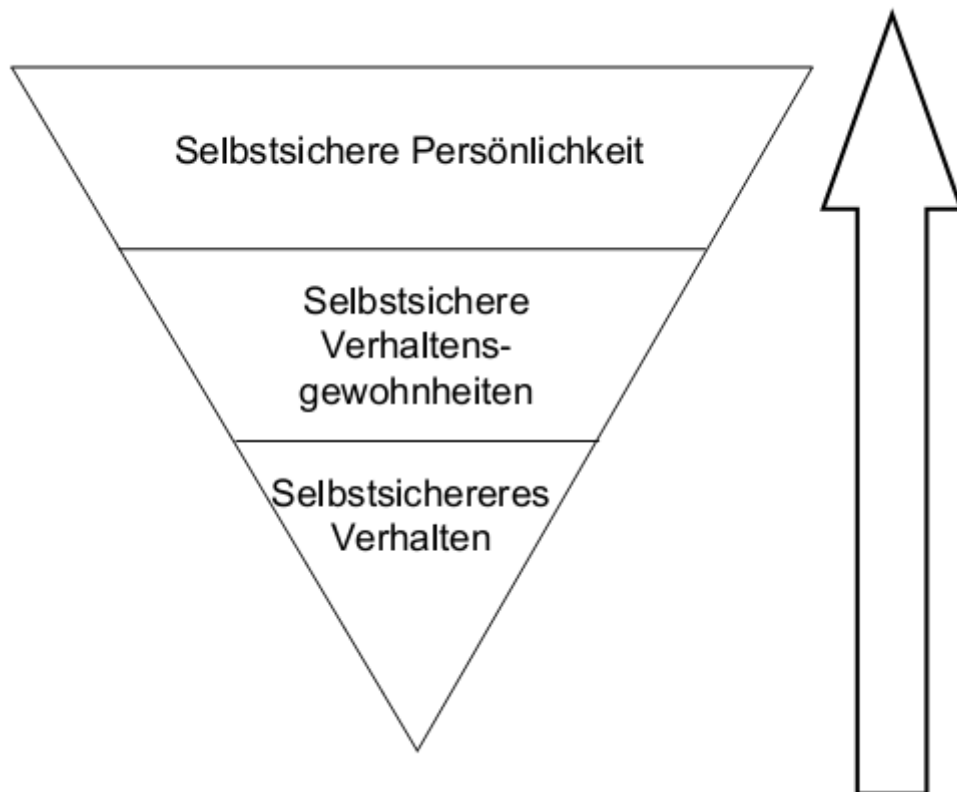 Selbstsichere Persönlichkeit
Selbstsichere
Verhaltens-
gewohnheiten
Selbstsichereres
Verhalten